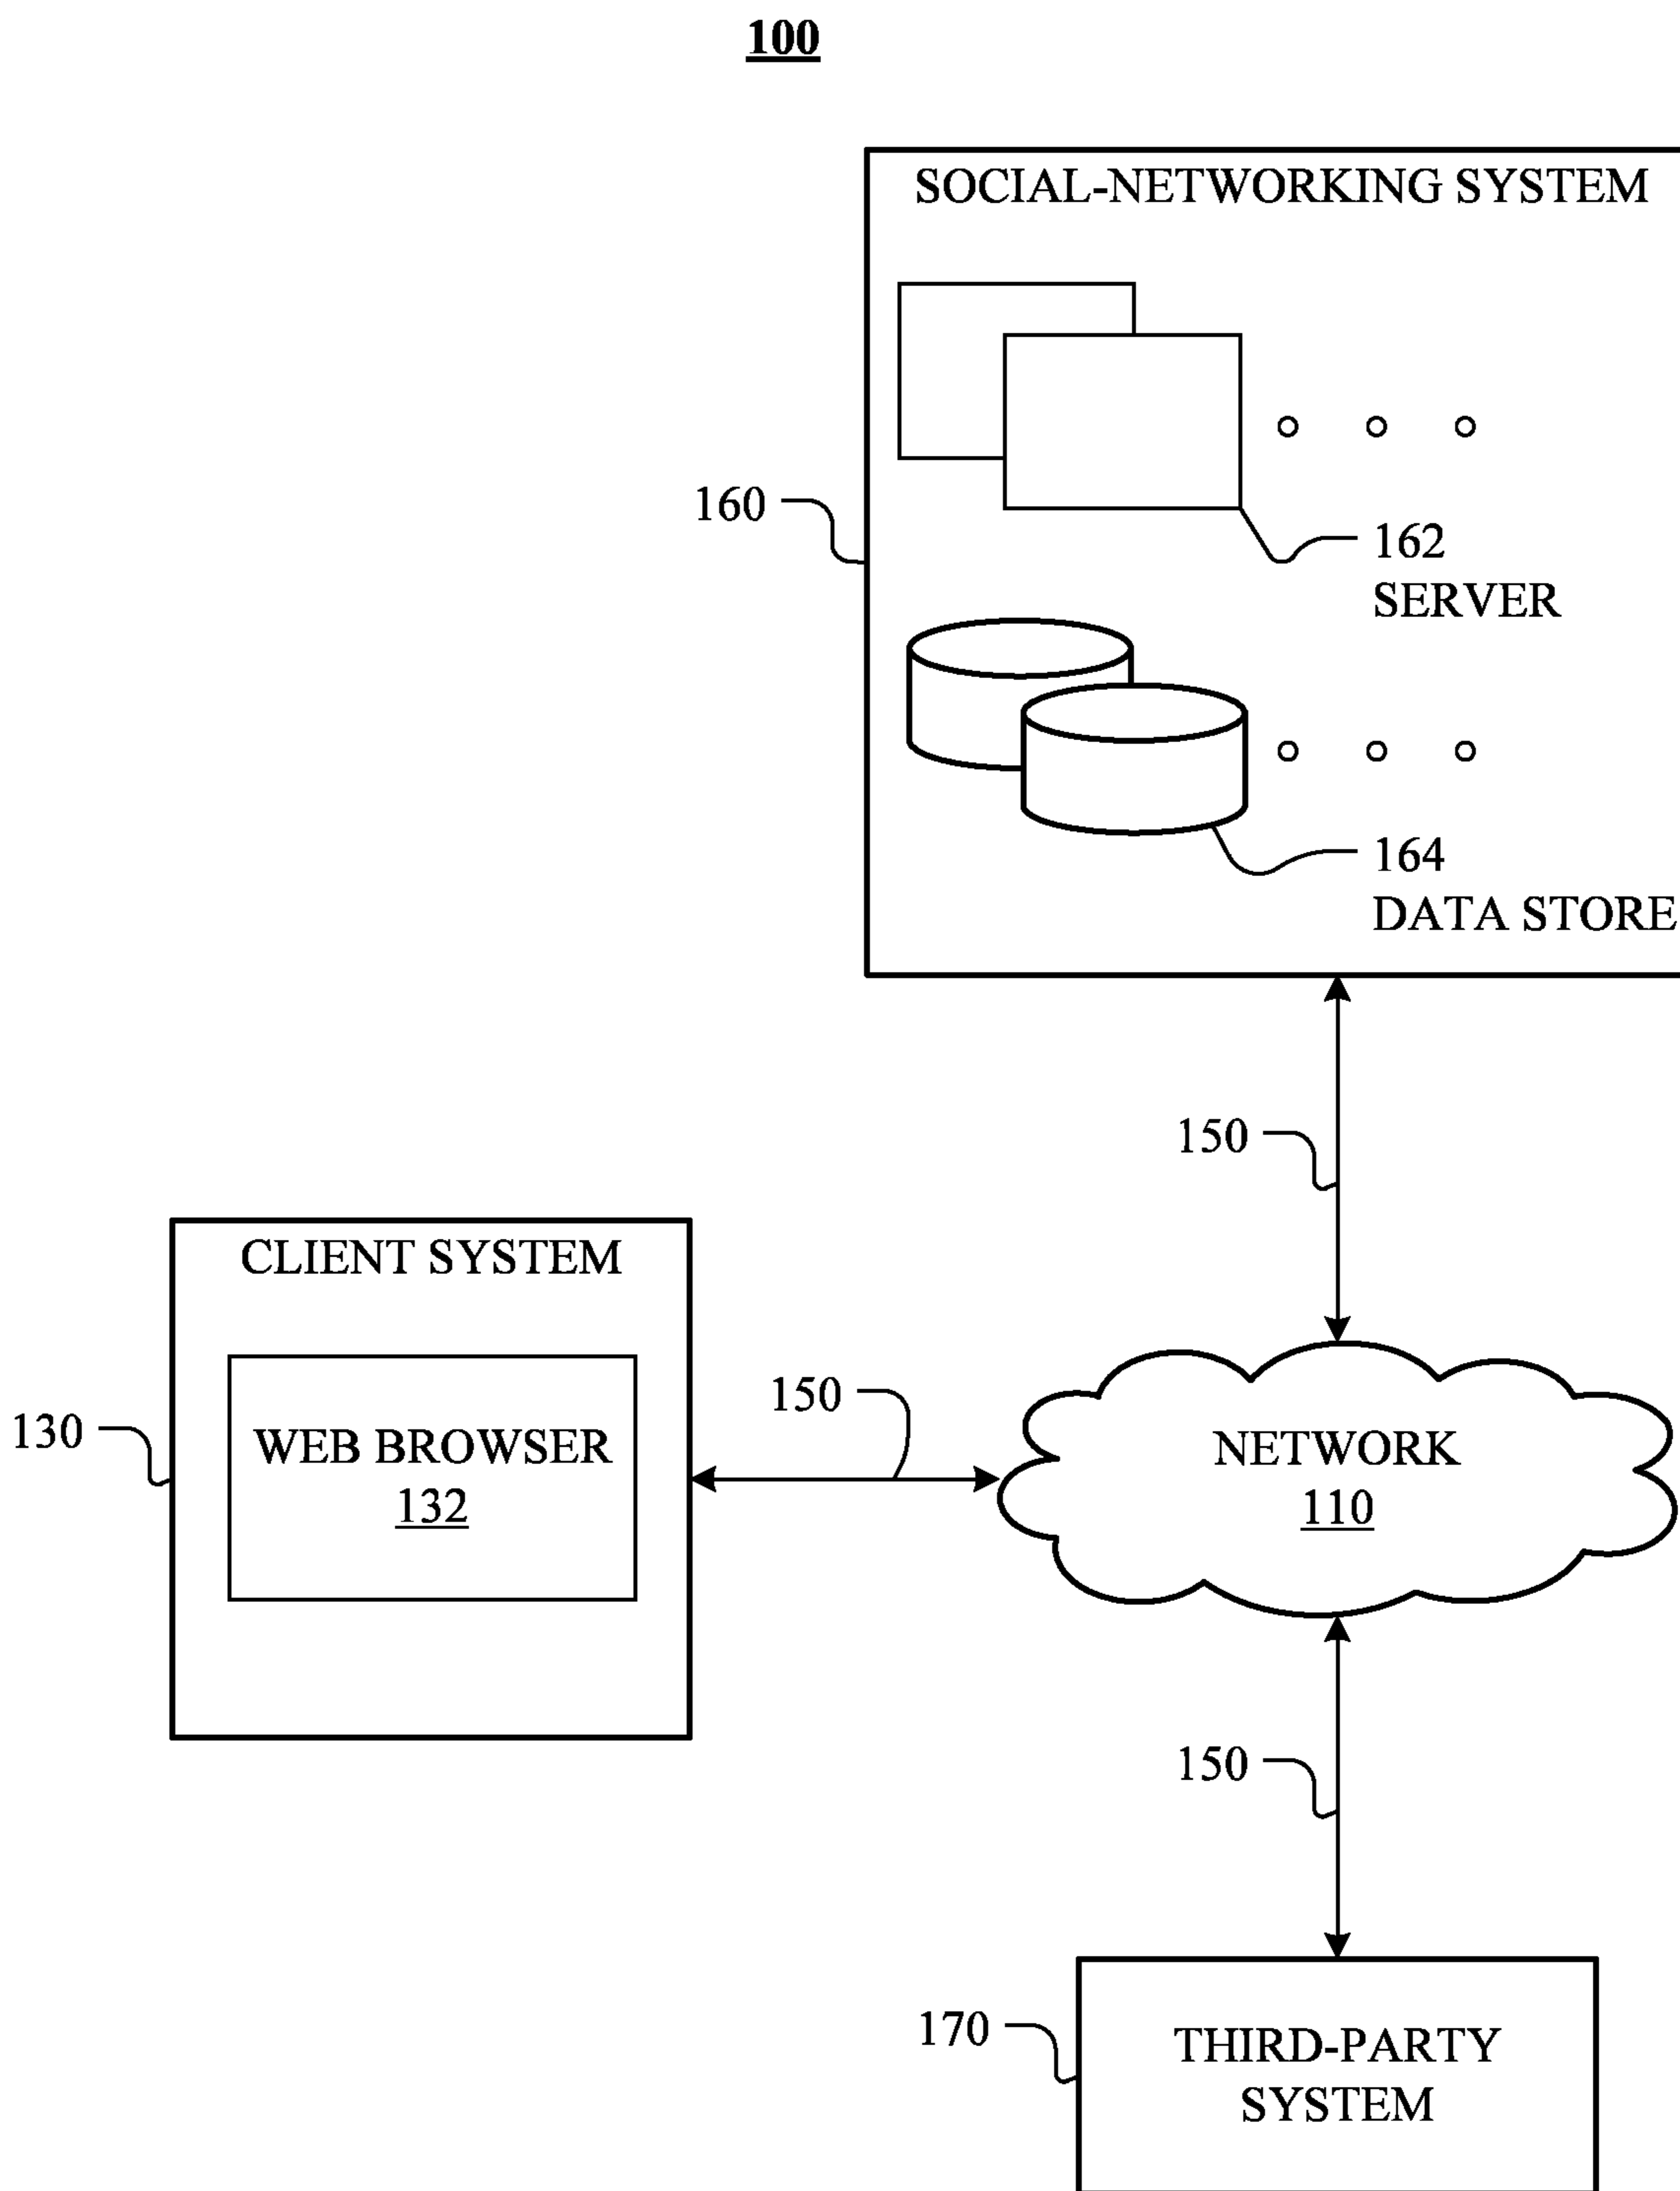 100
SOCIAL-NETWORKING SYSTEM
160
162
SERVER
164
DATA STORE
150
CLIENT SYSTEM
130
WEB BROWSER
132
150
NETWORK
110
150
170
THIRD-PARTY
SYSTEM